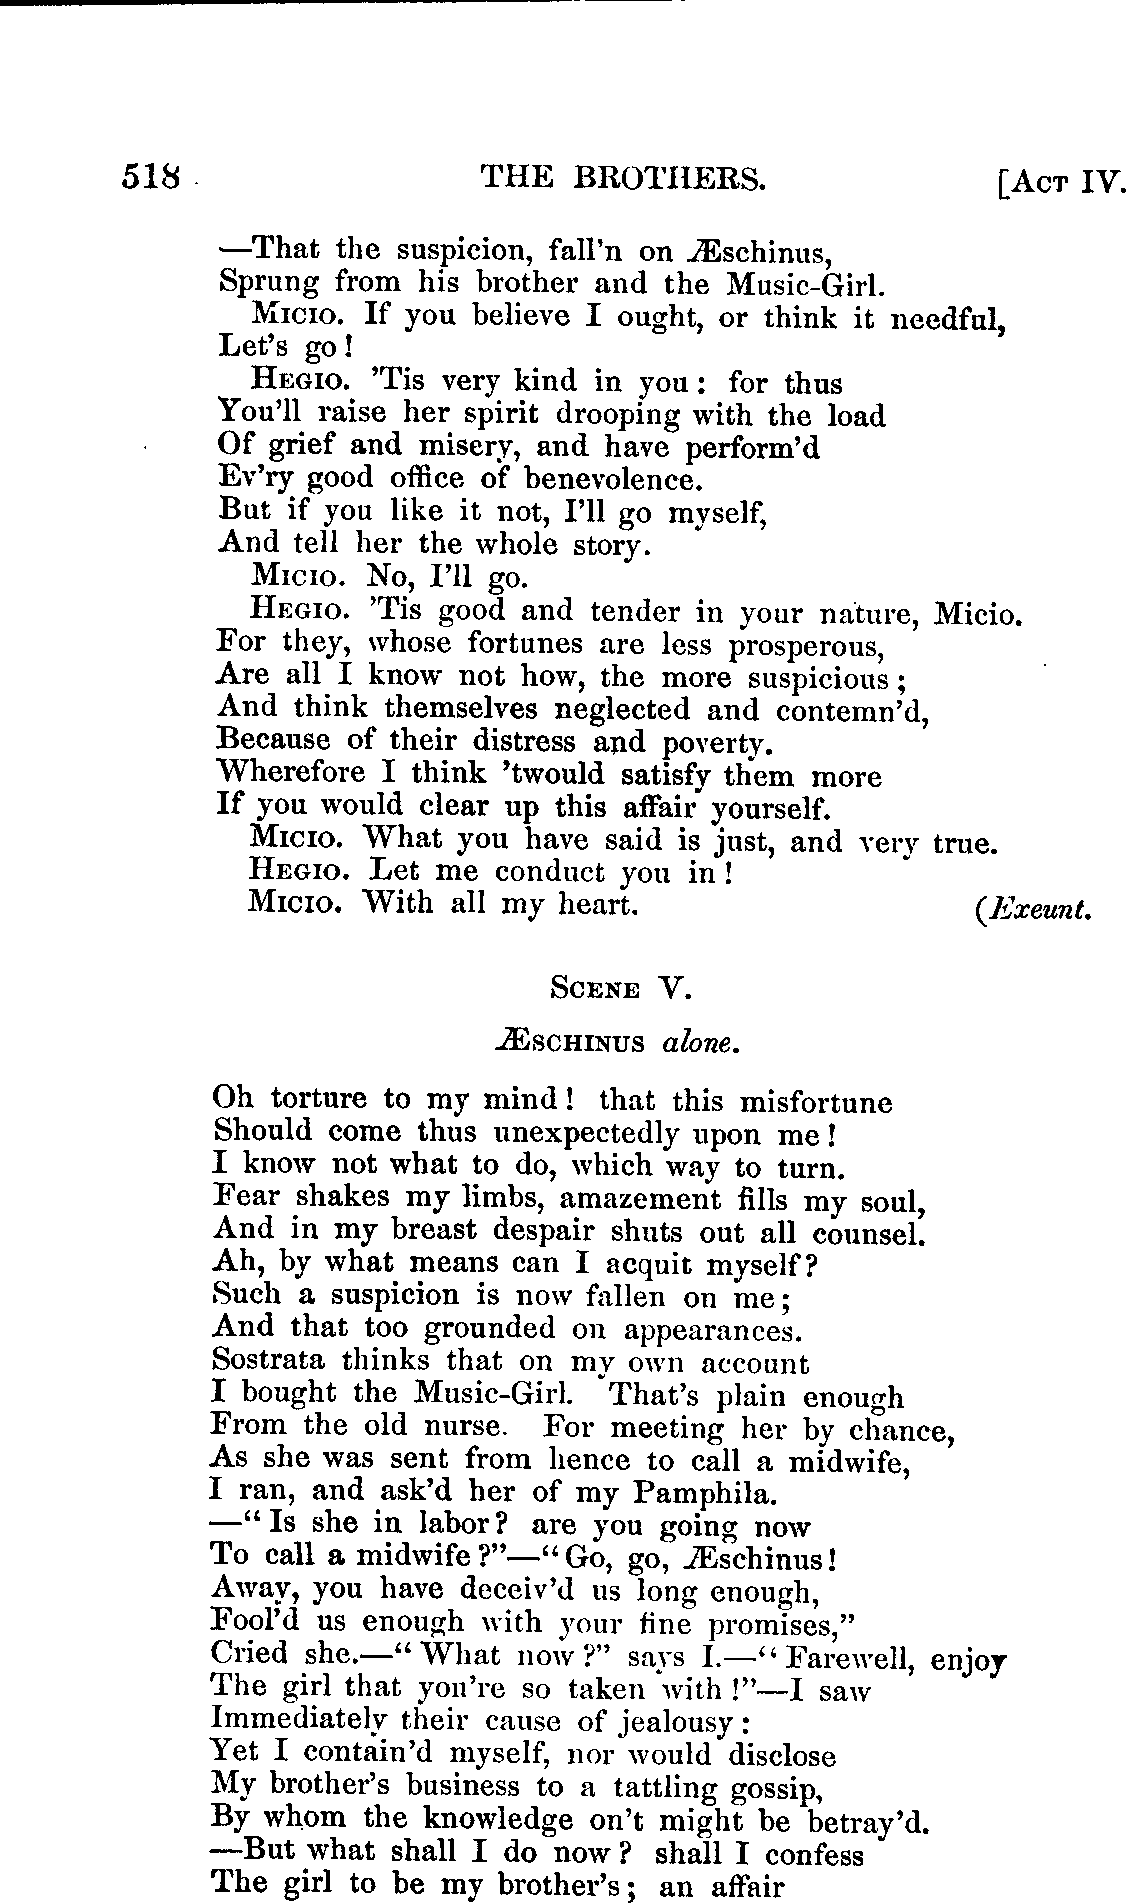 518 THE BROTHERS. [ACT IV.
—That the suspicion, fall'n on Æschinus,
Sprung from his brother and the Music-Girl.
MICIO. If you believe I ought, or think it needful,
Let's go!
HEGIO. 'Tis very kind in you: for thus
You'll raise her spirit drooping with the load
Of grief and misery, and have perform'd
Ev'ry good office of benevolence.
But if you like it not, I'll go myself,
And tell her the whole story.
MICIO. No, I'll go.
HEGIO. 'Tis good and tender in your nature, Micio.
For they, whose fortunes are less prosperous,
Are all I know not how, the more suspicious;
And think themselves neglected and contemn'd,
Because of their distress and poverty.
Wherefore I think 'twould satisfy them more
If you would clear up this affair yourself.
MICIO. What you have said is just, and very true.
HEGIO. Let me conduct you in!
MICIO. With all my heart. (Exeunt.
SCENE V.
ÆSCHINUS alone.
Oh torture to my mind! that this misfortune
Should come thus unexpectedly upon me!
I know not what to do, which way to turn.
Fear shakes my limbs, amazement fills my soul,
And in my breast despair shuts out all counsel.
Ah, by what means can I acquit myself?
Such a suspicion is now fallen on me;
And that too grounded on appearances.
Sostrata thinks that on my own account
I bought the Music-Girl. That's plain enough
From the old nurse. For meeting her by chance,
As she was sent from hence to call a midwife,
I ran, and ask'd her of my Pamphila.
—"Is she in labor? are you going now
To call a midwife?"—"Go, go, Æschinus!
Away, you have deceiv'd us long enough,
Fool'd us enough with your fine promises,"
Cried she.—"What now?" says I.—"Farewell, enjoy
The girl that you're so taken with!"—I saw
Immediately their cause of jealousy:
Yet I contain'd myself, nor would disclose
My brother's business to a tattling gossip,
By whom the knowledge on't might be betray'd.
—But what shall I do now? shall I confess
The girl to be my brother's; an affair